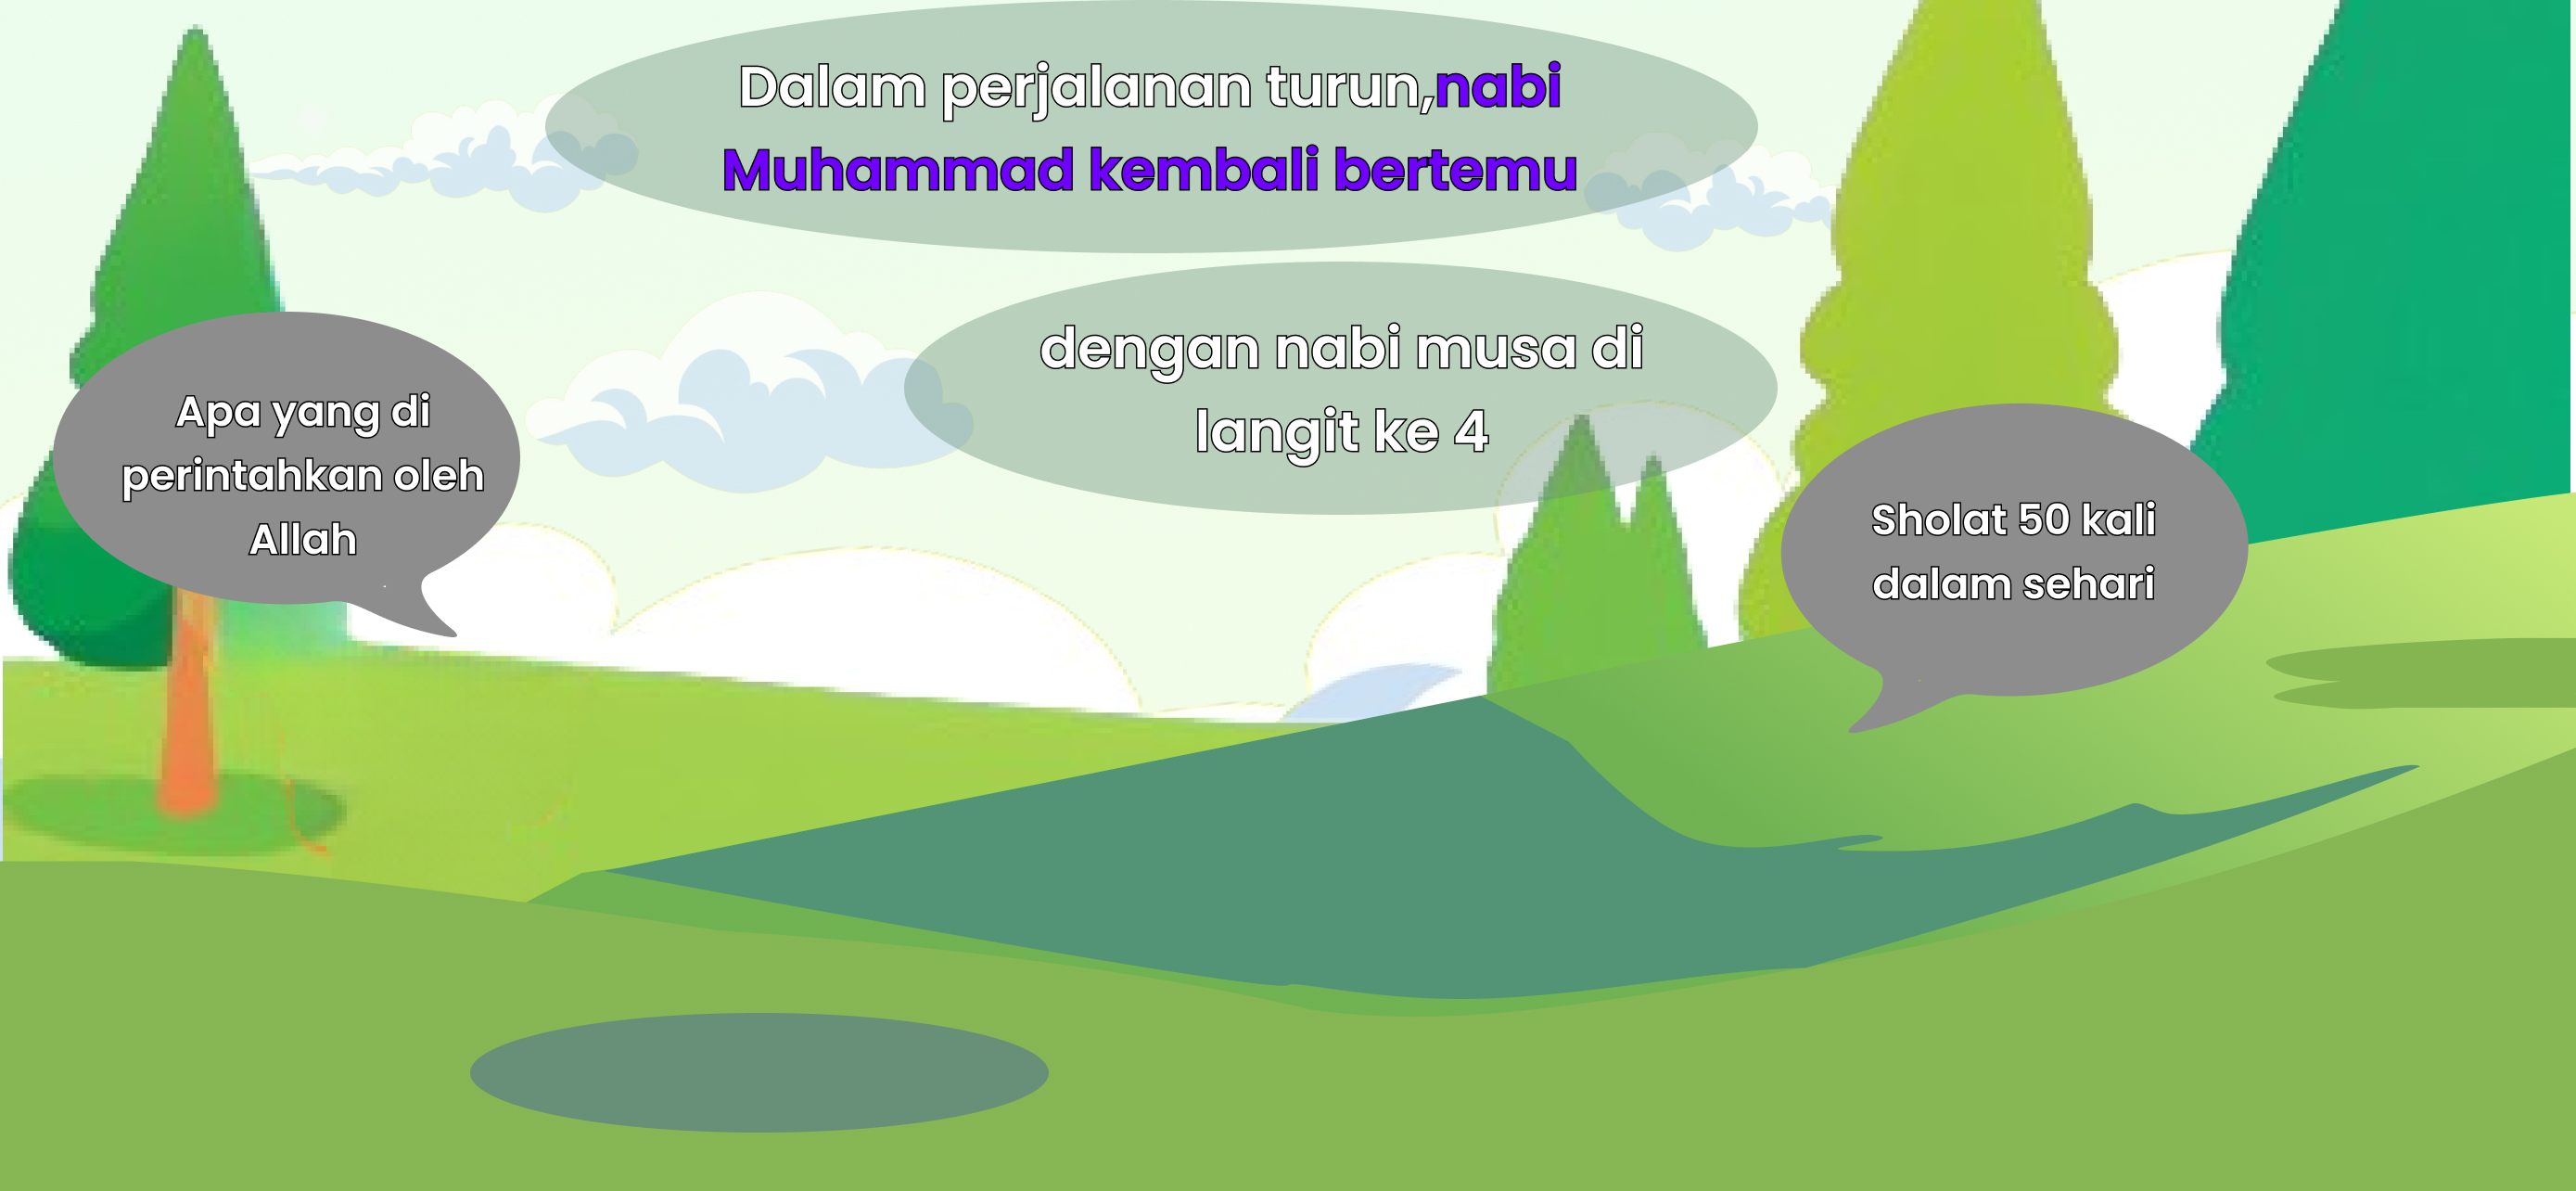 Dalam perjalanan turun,nabi
Muhammad kembali bertemu
dengan nabi musa di
langit ke 4
Apa yang di
perintahkan oleh
Allah
Sholat 50 kali
dalam sehari